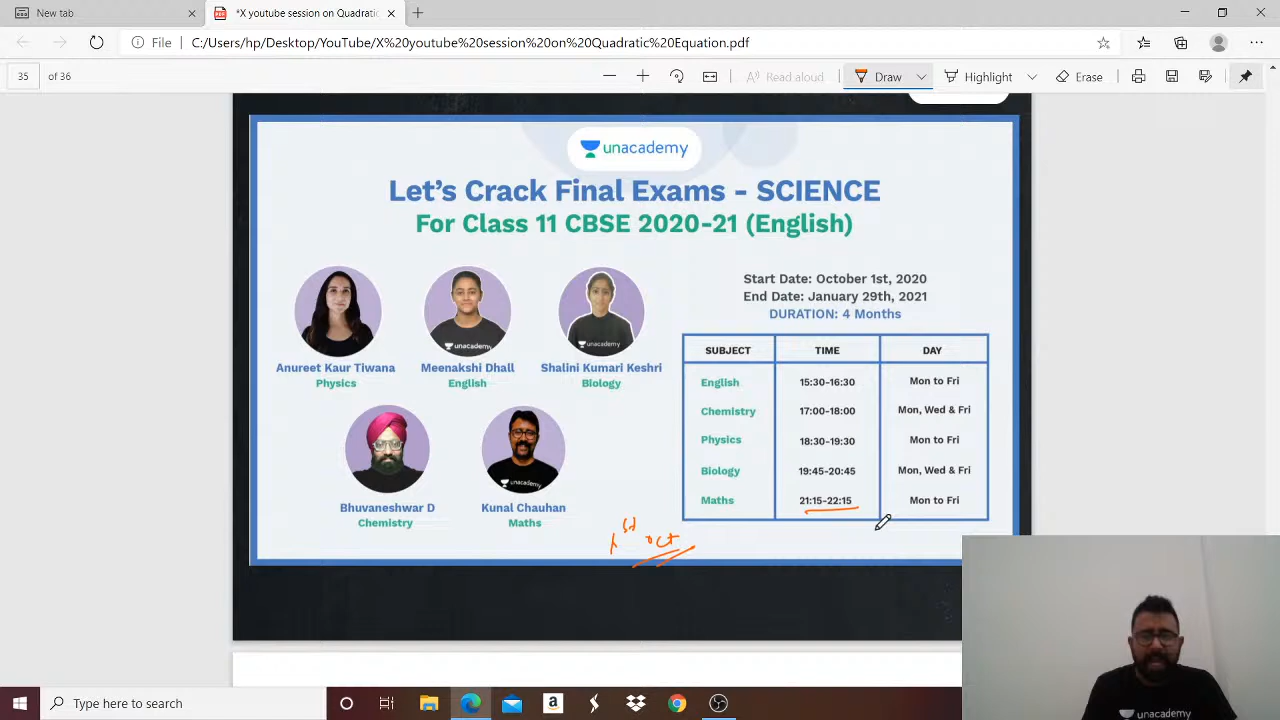 New tab
*X youtube session on Quadratic E
File
C:/Users/hp/Desktop/YouTube/X%20youtube%20session%20on%20Quadratic%20Equation.pdf
35
of 36
Read aloud
Draw
Highlight
Erase
unacademy
Let's Crack Final Exams - SCIENCE
For Class 11 CBSE 2020-21 (English)
Anureet Kaur Tiwana
Physics
Meenakshi Dhall
English
Shalini Kumari Keshri
Biology
Bhuvaneshwar D
Chemistry
Kunal Chauhan
Maths
Start Date: October 1st, 2020
End Date: January 29th, 2021
DURATION: 4 Months
SUBJECT TIME DAY
English 15:30-16:30 Mon to Fri
Chemistry 17:00-18:00 Mon, Wed & Fri
Physics 18:30-19:30 Mon to Fri
Biology 19:45-20:45 Mon, Wed & Fri
Maths 21:15-22:15 Mon to Fri
1st oct
unacademy
unacademy
unacademy
unacademy
Type here to search